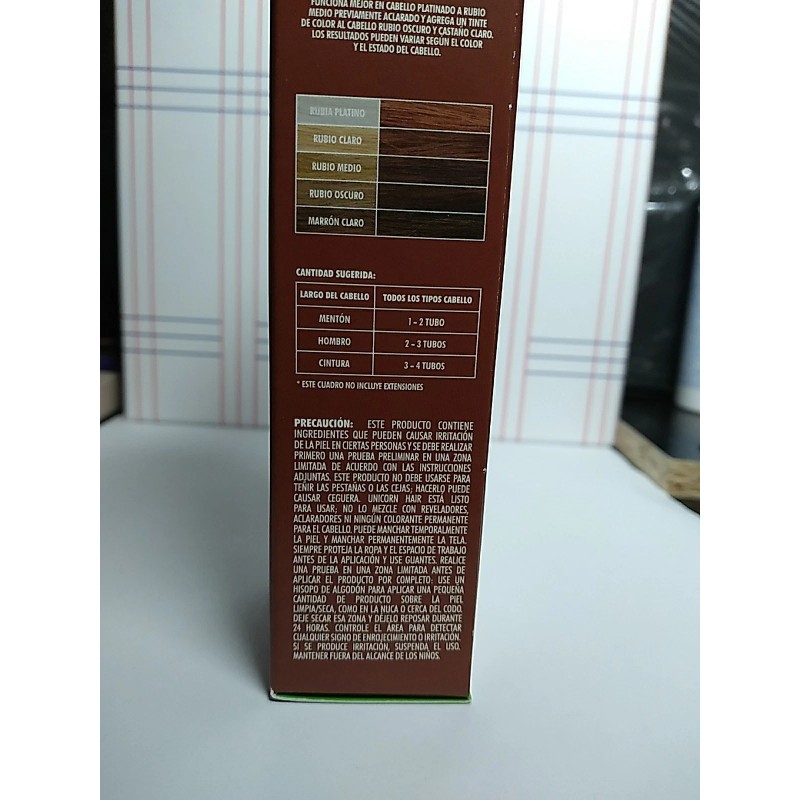 FUNCIONA MEJOR EN CABELLO PLATINADO A RUBIO
MEDIO PREVIAMENTE ACLARADO Y AGREGA UN TINTE
DE COLOR AL CABELLO RUBIO OSCURO Y CASTAÑO CLARO.
LOS RESULTADOS PUEDEN VARIAR SEGÚN EL COLOR
Y EL ESTADO DEL CABELLO.
RUBIA PLATINO
RUBIO CLARO
RUBIO MEDIO
RUBIO OSCURO
MARRÓN CLARO
CANTIDAD SUGERIDA:
LARGO DEL CABELLO TODOS LOS TIPOS CABELLO
MENTÓN 1 – 2 TUBO
HOMBRO 2 – 3 TUBOS
CINTURA 3 – 4 TUBOS
* ESTE CUADRO NO INCLUYE EXTENSIONES
PRECAUCIÓN: ESTE PRODUCTO CONTIENE
INGREDIENTES QUE PUEDEN CAUSAR IRRITACIÓN
DE LA PIEL EN CIERTAS PERSONAS Y SE DEBE REALIZAR
PRIMERO UNA PRUEBA PRELIMINAR EN UNA ZONA
LIMITADA DE ACUERDO CON LAS INSTRUCCIONES
ADJUNTAS. ESTE PRODUCTO NO DEBE USARSE PARA
TEÑIR LAS PESTAÑAS O LAS CEJAS; HACERLO PUEDE
CAUSAR CEGUERA. UNICORN HAIR ESTÁ LISTO
PARA USAR; NO LO MEZCLE CON REVELADORES,
ACLARADORES NI NINGÚN COLORANTE PERMANENTE
PARA EL CABELLO. PUEDE MANCHAR TEMPORALMENTE
LA PIEL Y MANCHAR PERMANENTEMENTE LA TELA.
SIEMPRE PROTEJA LA ROPA Y EL ESPACIO DE TRABAJO
ANTES DE LA APLICACIÓN Y USE GUANTES. REALICE
UNA PRUEBA EN UNA ZONA LIMITADA ANTES DE
APLICAR EL PRODUCTO POR COMPLETO: USE UN
HISOPO DE ALGODÓN PARA APLICAR UNA PEQUEÑA
CANTIDAD DE PRODUCTO SOBRE LA PIEL
LIMPIA/SECA, COMO EN LA NUCA O CERCA DEL CODO.
DEJE SECAR ESA ZONA Y DÉJELO REPOSAR DURANTE
24 HORAS. CONTROLE EL ÁREA PARA DETECTAR
CUALQUIER SIGNO DE ENROJECIMIENTO O IRRITACIÓN.
SI SE PRODUCE IRRITACIÓN, SUSPENDA EL USO.
MANTENER FUERA DEL ALCANCE DE LOS NIÑOS.